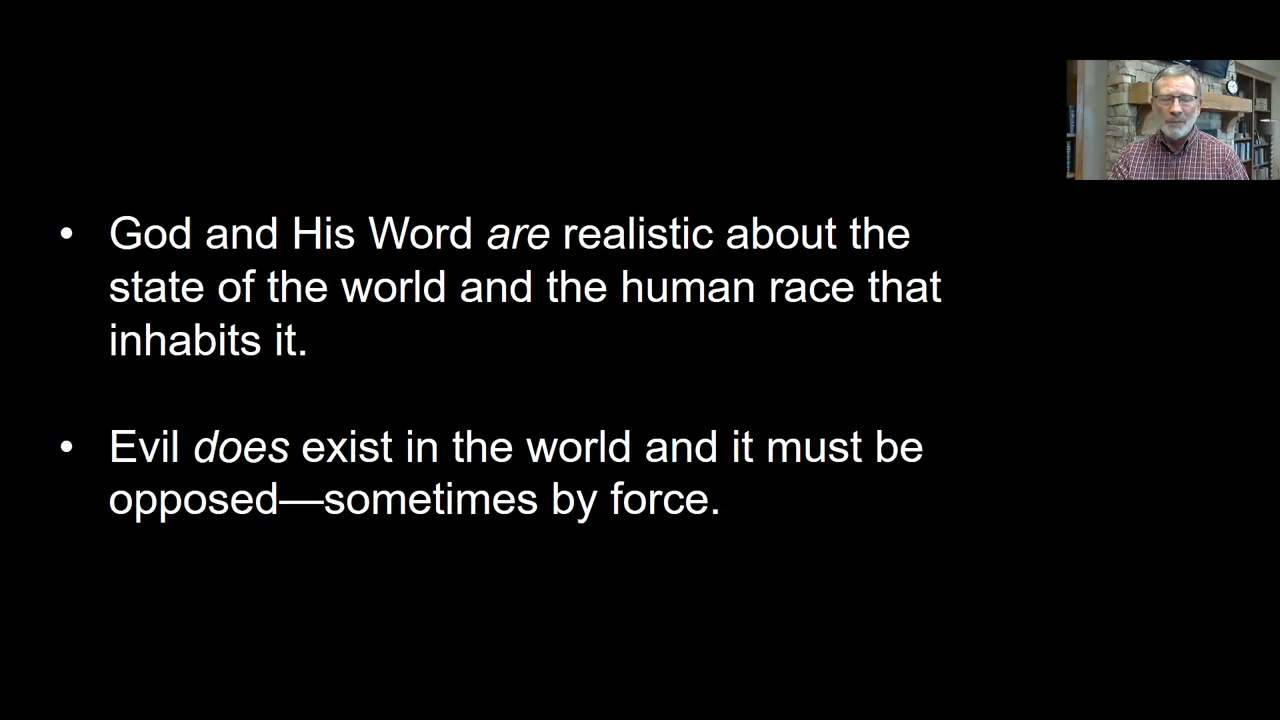 • God and His Word are realistic about the
state of the world and the human race that
inhabits it.
• Evil does exist in the world and it must be
opposed—sometimes by force.